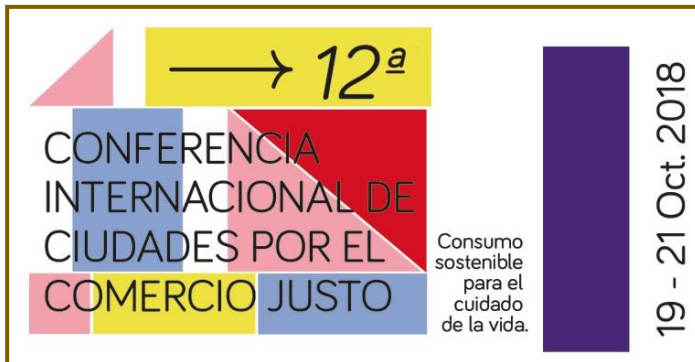 → 12ª
CONFERENCIA
INTERNACIONAL DE
CIUDADES POR EL
COMERCIO JUSTO
Consumo
sostenible
para el
cuidado
de la vida.
19 - 21 Oct. 2018